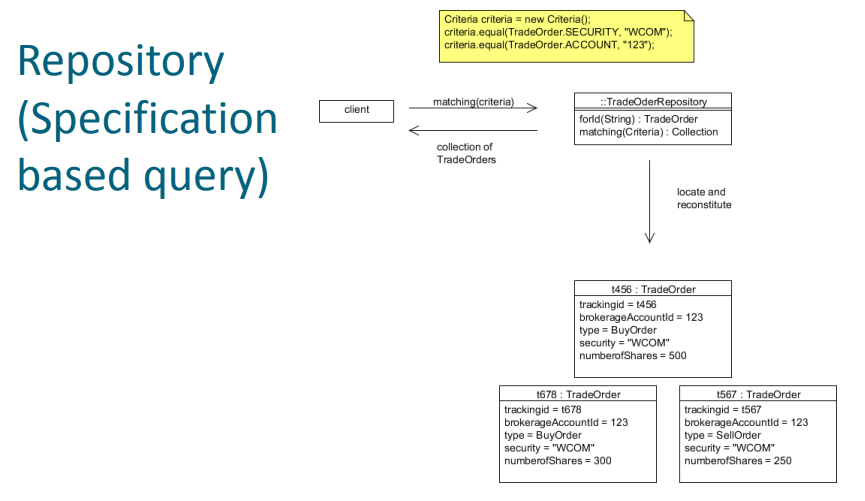 Repository
(Specification
based query)
Criteria criteria = new Criteria();
criteria.equal(TradeOrder.SECURITY, "WCOM");
criteria.equal(TradeOrder.ACCOUNT, "123");
client
matching(criteria)
collection of
TradeOrders
::TradeOderRepository
forId(String) : TradeOrder
matching(Criteria) : Collection
locate and
reconstitute
t456 : TradeOrder
trackingid = t456
brokerageAccountId = 123
type = BuyOrder
security = "WCOM"
numberofShares = 500
t678 : TradeOrder
trackingid = t678
brokerageAccountId = 123
type = BuyOrder
security = "WCOM"
numberofShares = 300
t567 : TradeOrder
trackingid = t567
brokerageAccountId = 123
type = SellOrder
security = "WCOM"
numberofShares = 250